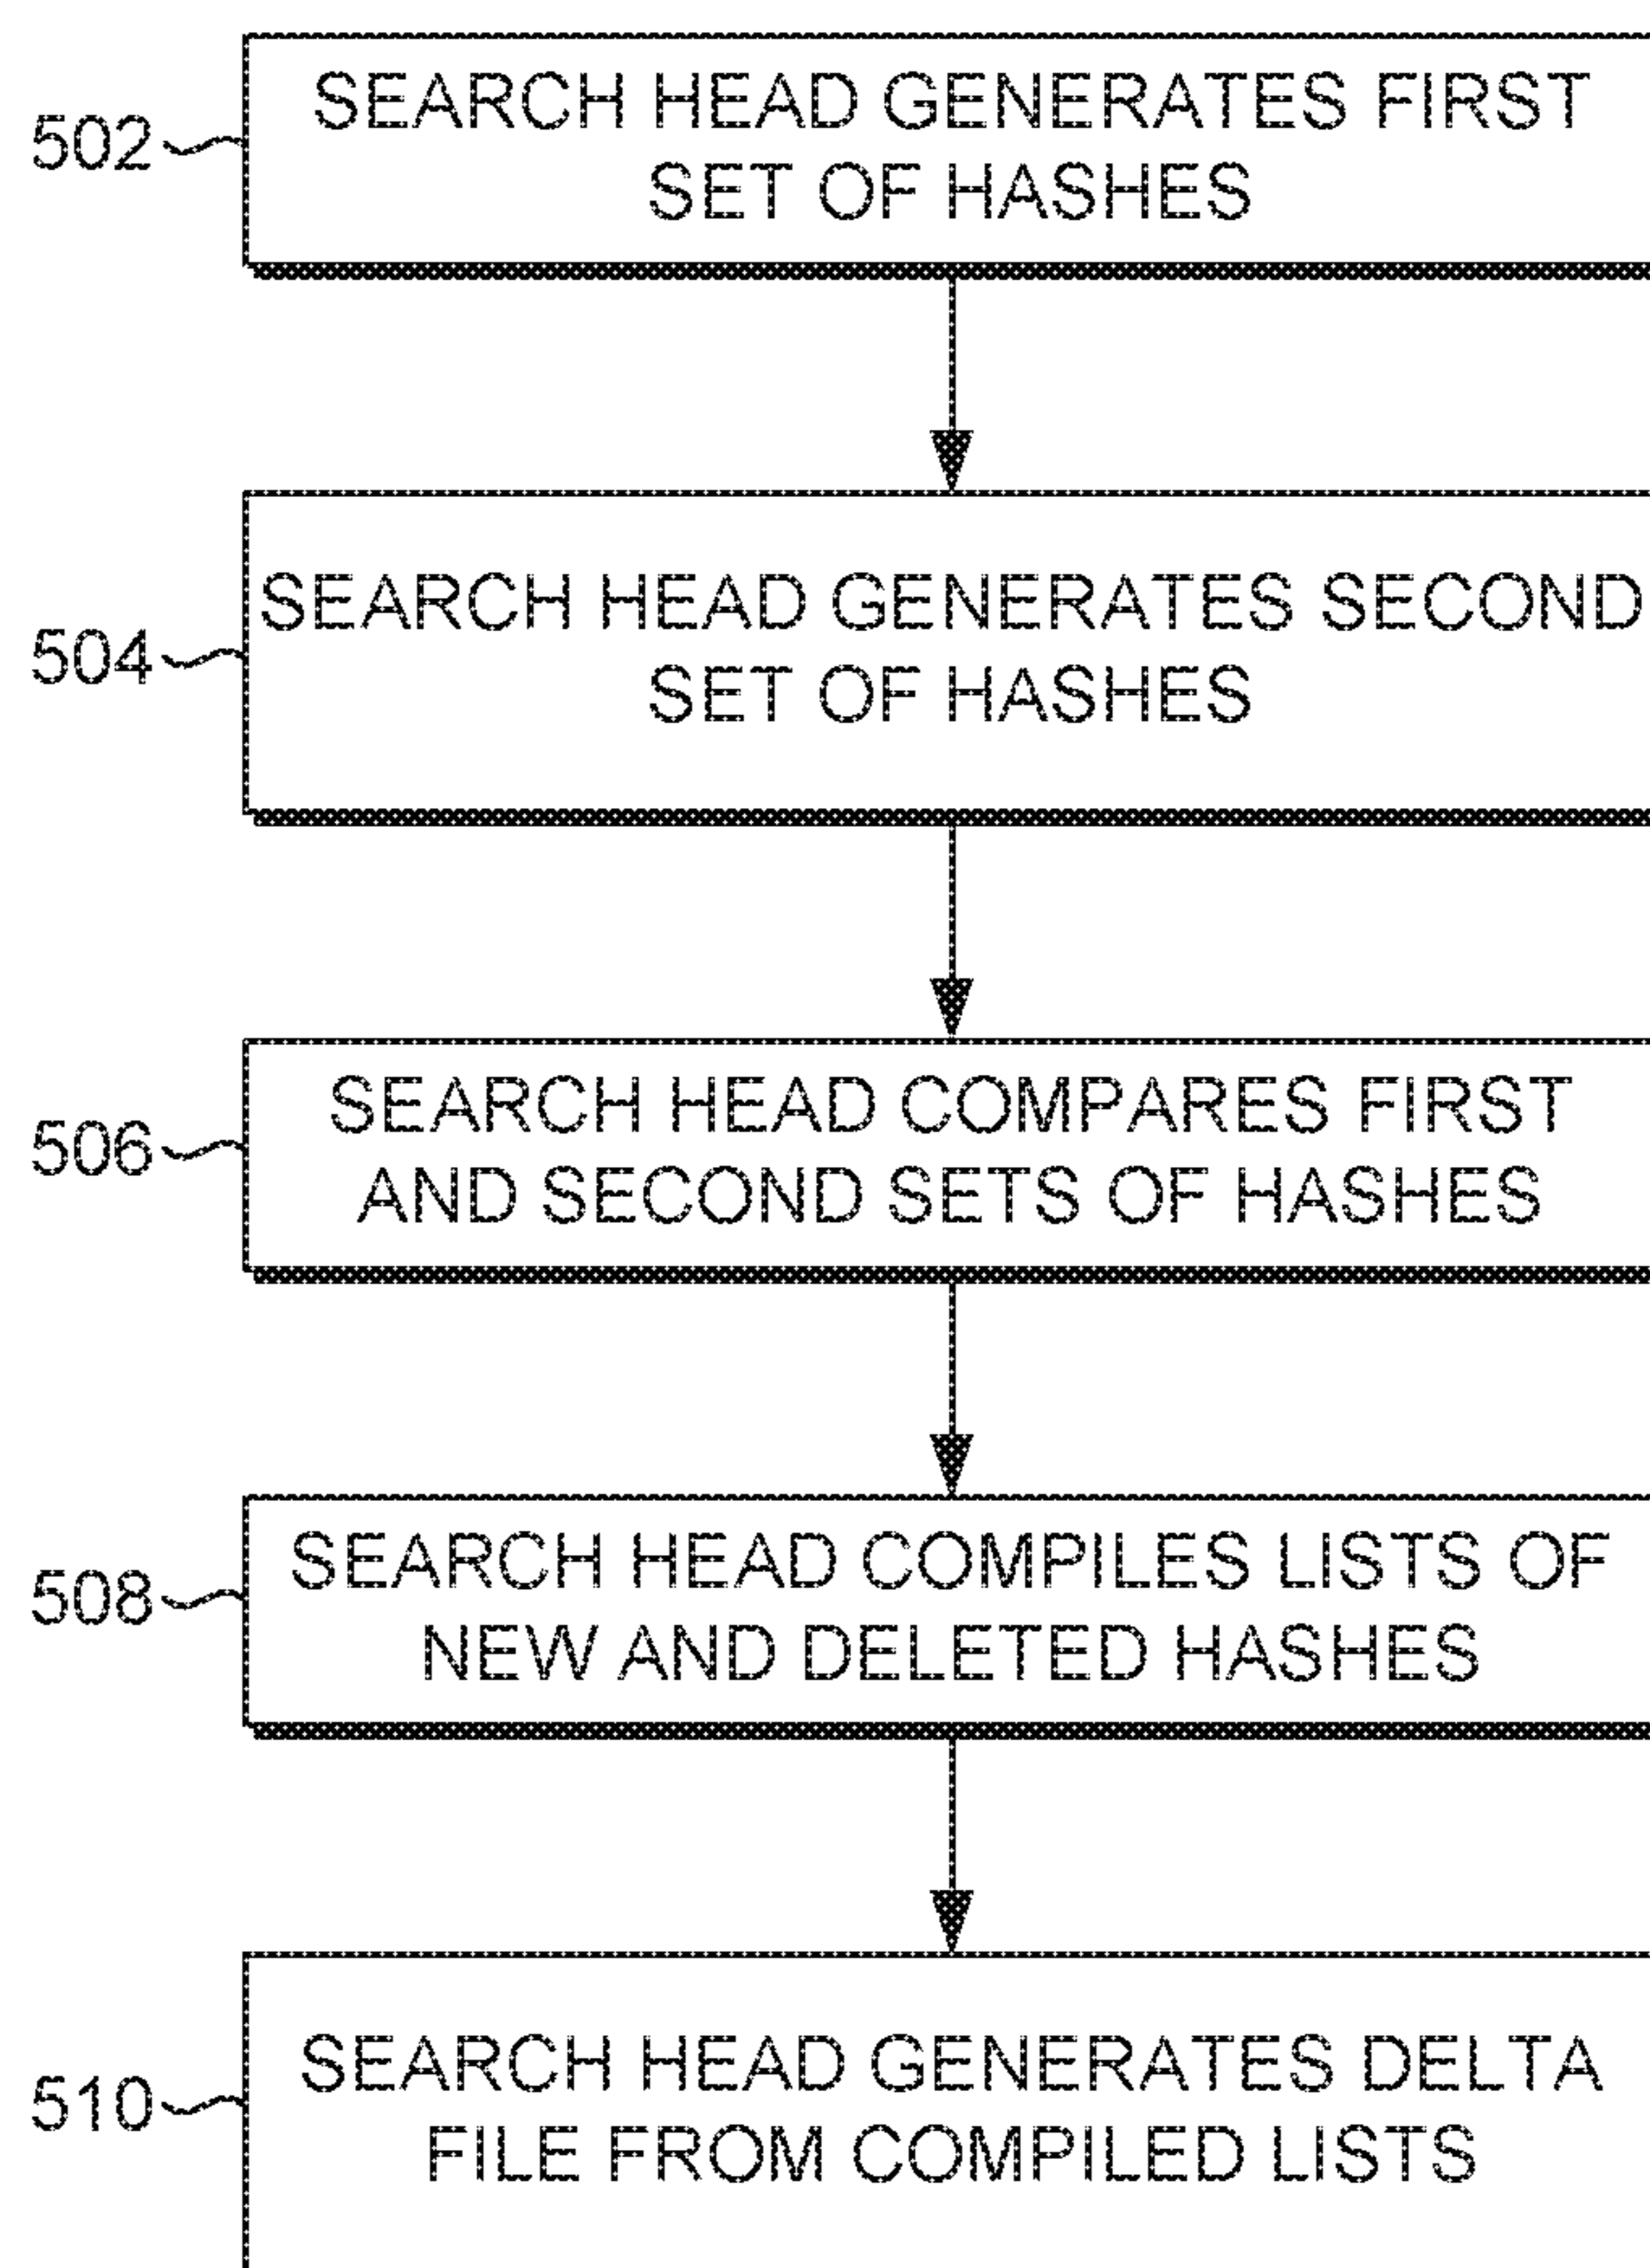 502
SEARCH HEAD GENERATES FIRST
SET OF HASHES
504
SEARCH HEAD GENERATES SECOND
SET OF HASHES
506
SEARCH HEAD COMPARES FIRST
AND SECOND SETS OF HASHES
508
SEARCH HEAD COMPILES LISTS OF
NEW AND DELETED HASHES
510
SEARCH HEAD GENERATES DELTA
FILE FROM COMPILED LISTS